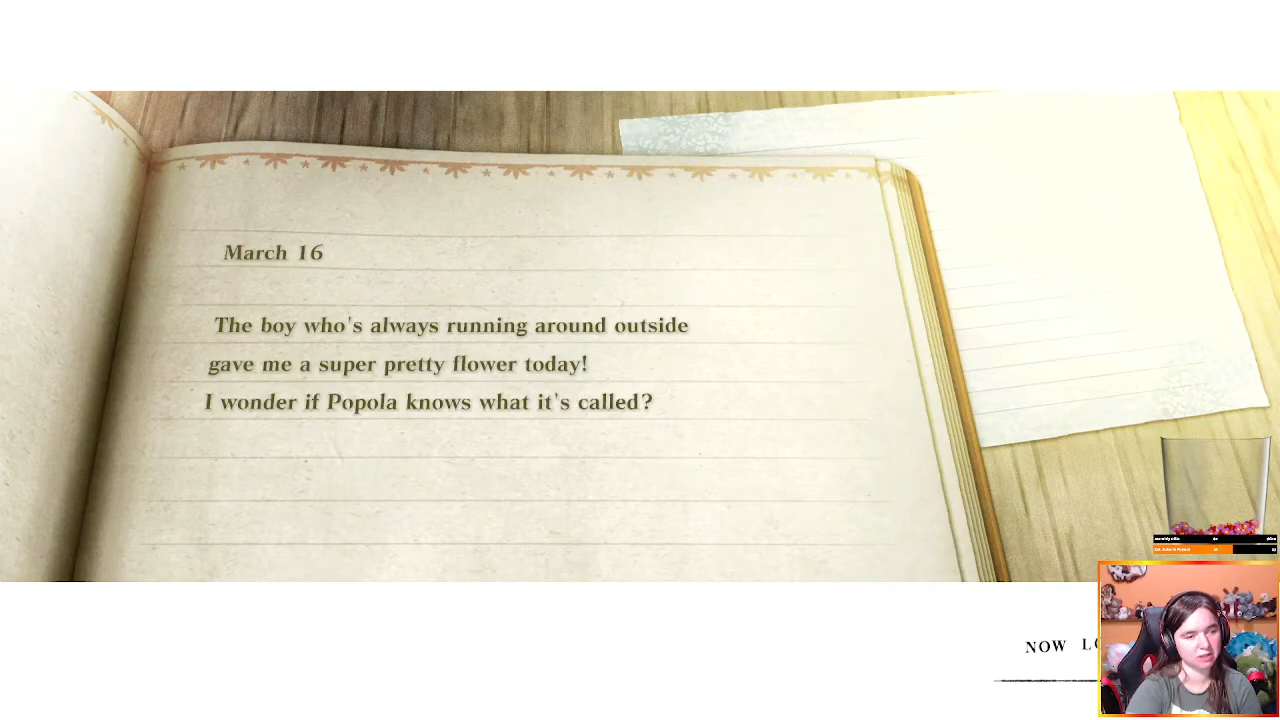 March 16
The boy who's always running around outside
gave me a super pretty flower today!
I wonder if Popola knows what it's called?
NOW